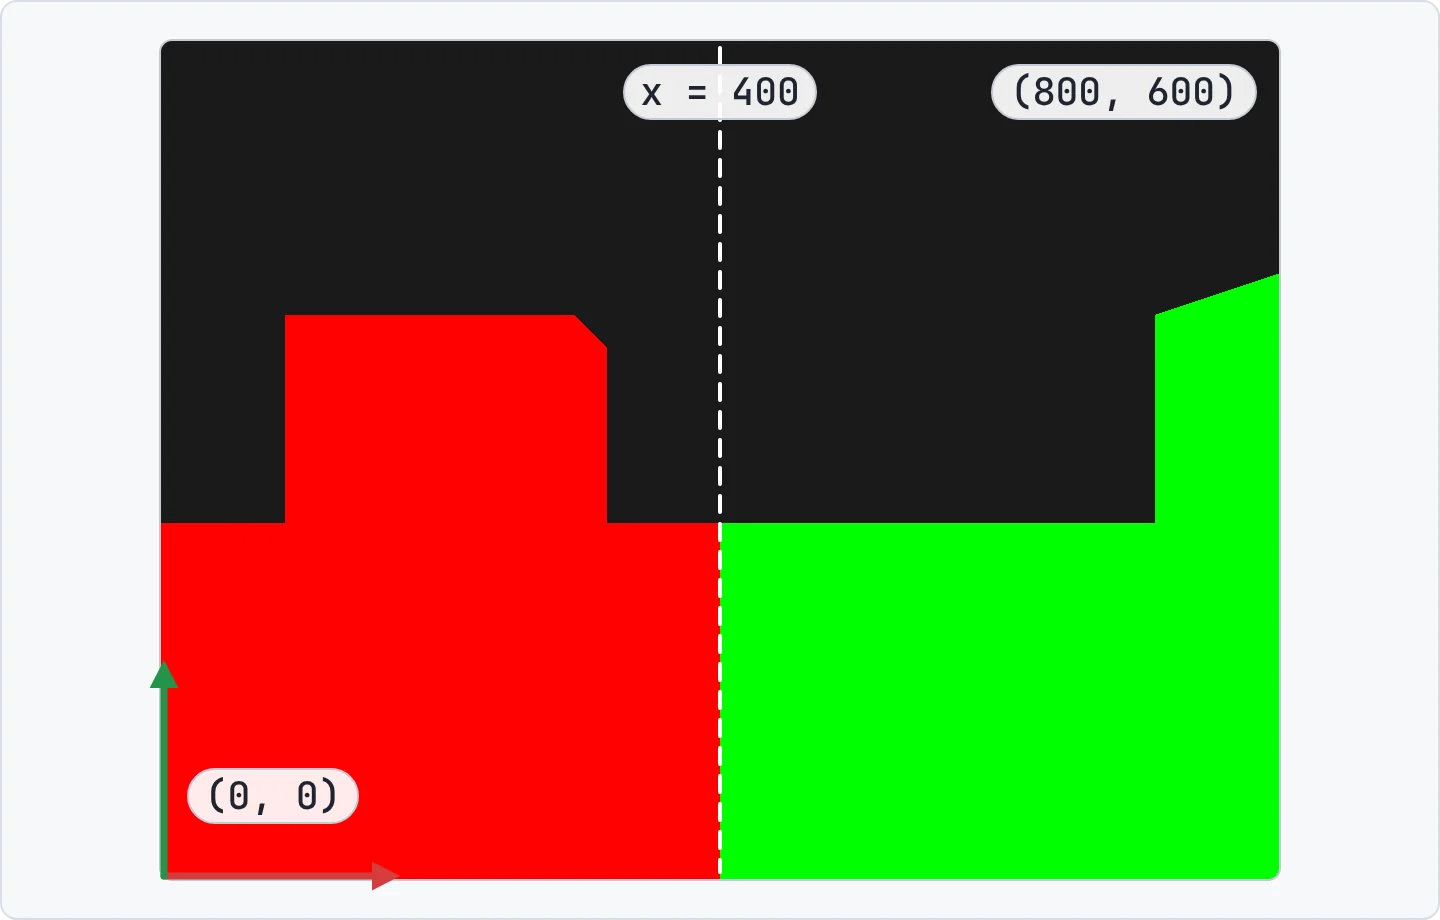 x = 400
(800, 600)
(0, 0)